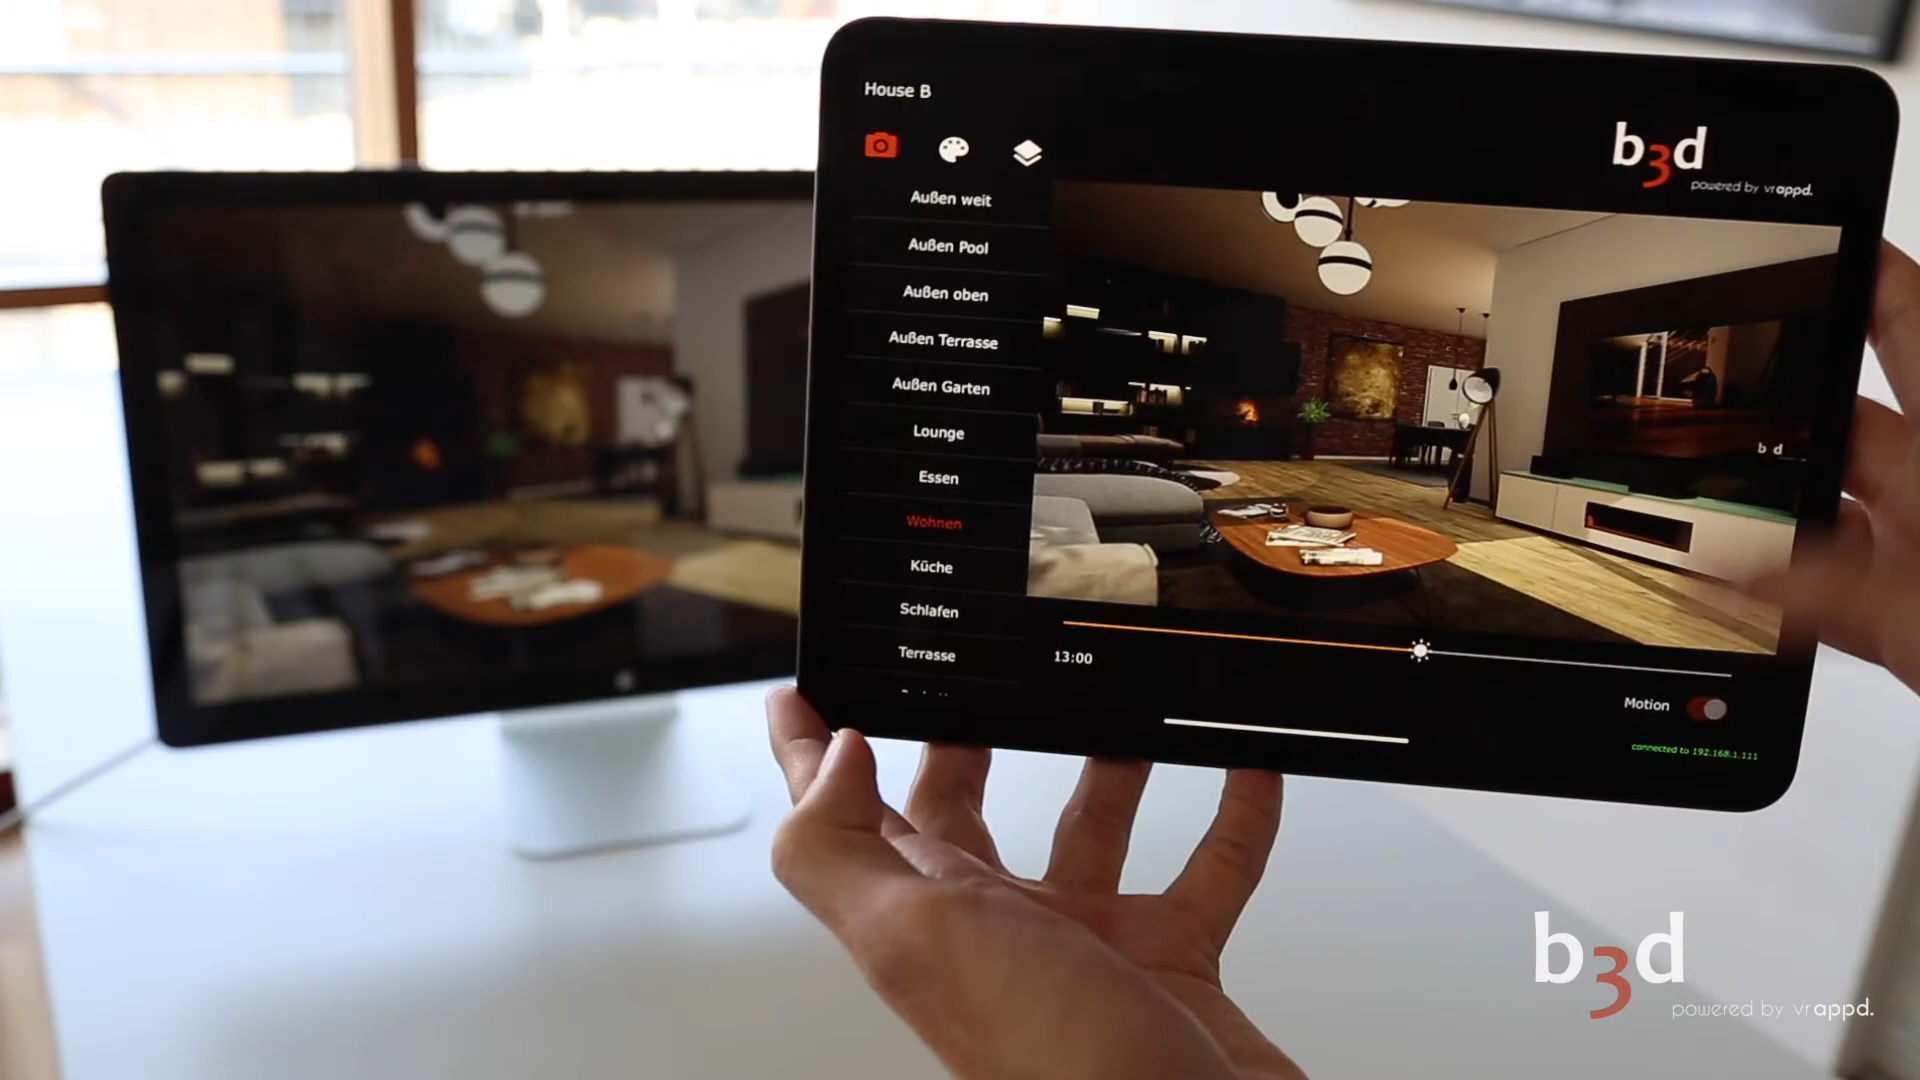 House B
b3d
powered by vrappd.
Außen weit
Außen Pool
Außen oben
Außen Terrasse
Außen Garten
Lounge
Essen
Wohnen
Küche
Schlafen
Terrasse
b d
13:00
Motion
connected to 192.168.1.111
b3d
powered by vrappd.